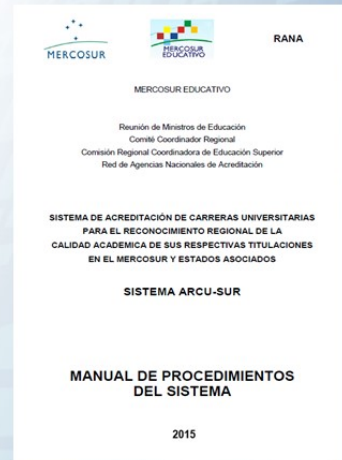 MERCOSUR
MERCOSUR
EDUCATIVO
RANA
MERCOSUR EDUCATIVO
Reunión de Ministros de Educación
Comité Coordinador Regional
Comisión Regional Coordinadora de Educación Superior
Red de Agencias Nacionales de Acreditación
SISTEMA DE ACREDITACIÓN DE CARRERAS UNIVERSITARIAS
PARA EL RECONOCIMIENTO REGIONAL DE LA
CALIDAD ACADEMICA DE SUS RESPECTIVAS TITULACIONES
EN EL MERCOSUR Y ESTADOS ASOCIADOS
SISTEMA ARCU-SUR
MANUAL DE PROCEDIMIENTOS
DEL SISTEMA
2015